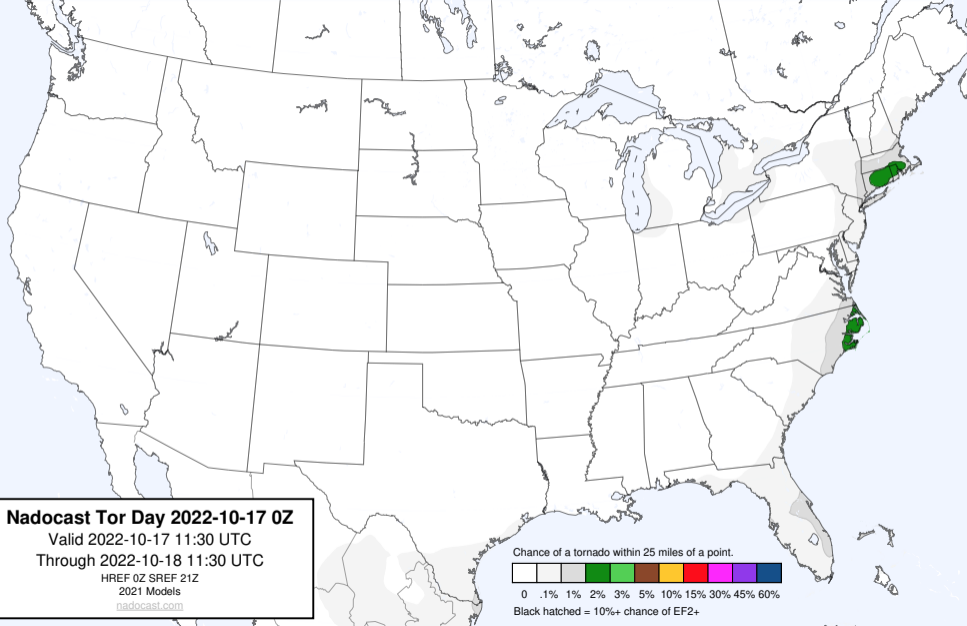 Nadocast Tor Day 2022-10-17 0Z
Valid 2022-10-17 11:30 UTC
Through 2022-10-18 11:30 UTC
HREF 0Z SREF 21Z
2021 Models
nadocast.com
Chance of a tornado within 25 miles of a point.
0 .1% 1% 2% 3% 5% 10% 15% 30% 45% 60%
Black hatched = 10%+ chance of EF2+